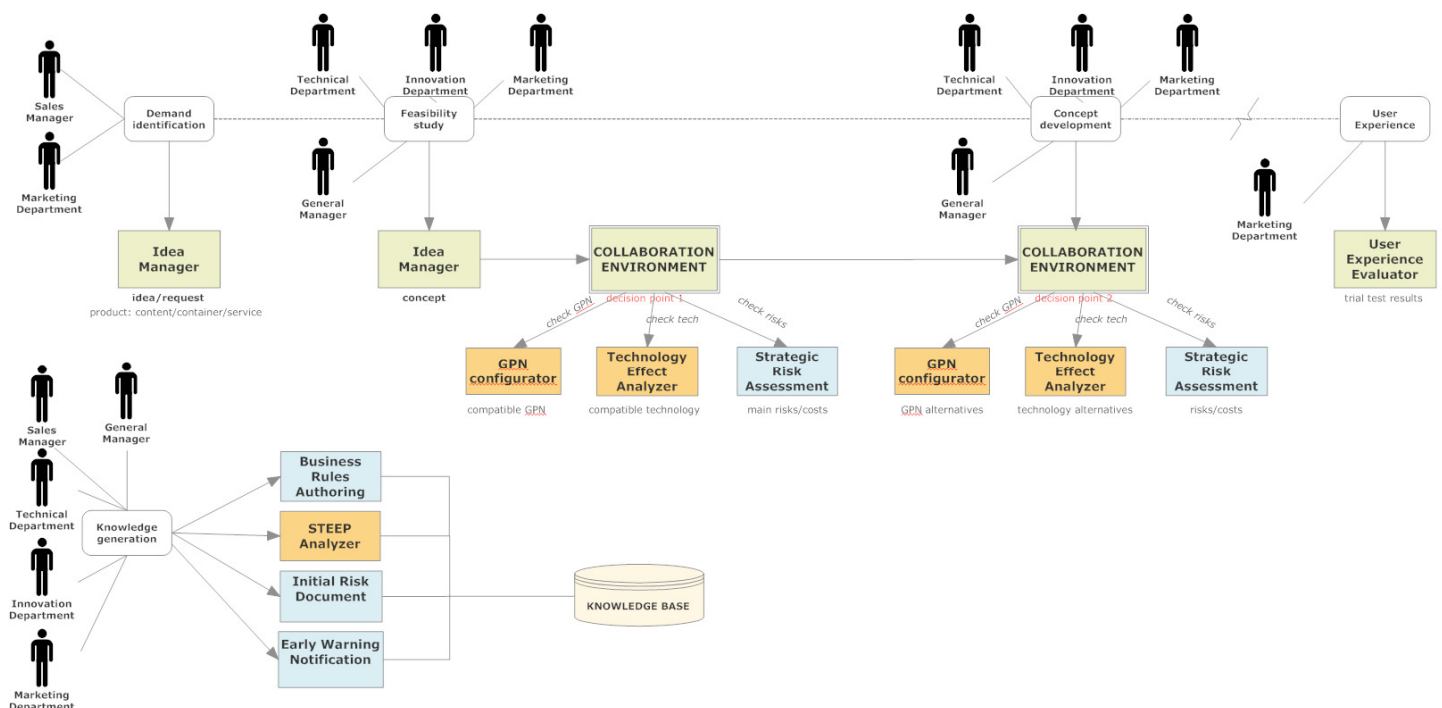 Sales
Manager
Marketing
Department
Demand
identification
Idea
Manager
idea/request
product: content/container/service
Technical
Department
Innovation
Department
Marketing
Department
Feasibility
study
General
Manager
Idea
Manager
concept
COLLABORATION
ENVIRONMENT
decision point 1
check GPN
check tech
check risks
GPN
configurator
compatible GPN
Technology
Effect
Analyzer
compatible technology
Strategic
Risk
Assessment
main risks/costs
Technical
Department
Innovation
Department
Marketing
Department
Concept
development
General
Manager
COLLABORATION
ENVIRONMENT
decision point 2
check GPN
check tech
check risks
GPN
configurator
GPN alternatives
Technology
Effect
Analyzer
technology alternatives
Strategic
Risk
Assessment
risks/costs
User
Experience
Marketing
Department
User
Experience
Evaluator
trial test results
Sales
Manager
General
Manager
Technical
Department
Innovation
Department
Marketing
Department
Knowledge
generation
Business
Rules
Authoring
STEEP
Analyzer
Initial Risk
Document
Early Warning
Notification
KNOWLEDGE BASE